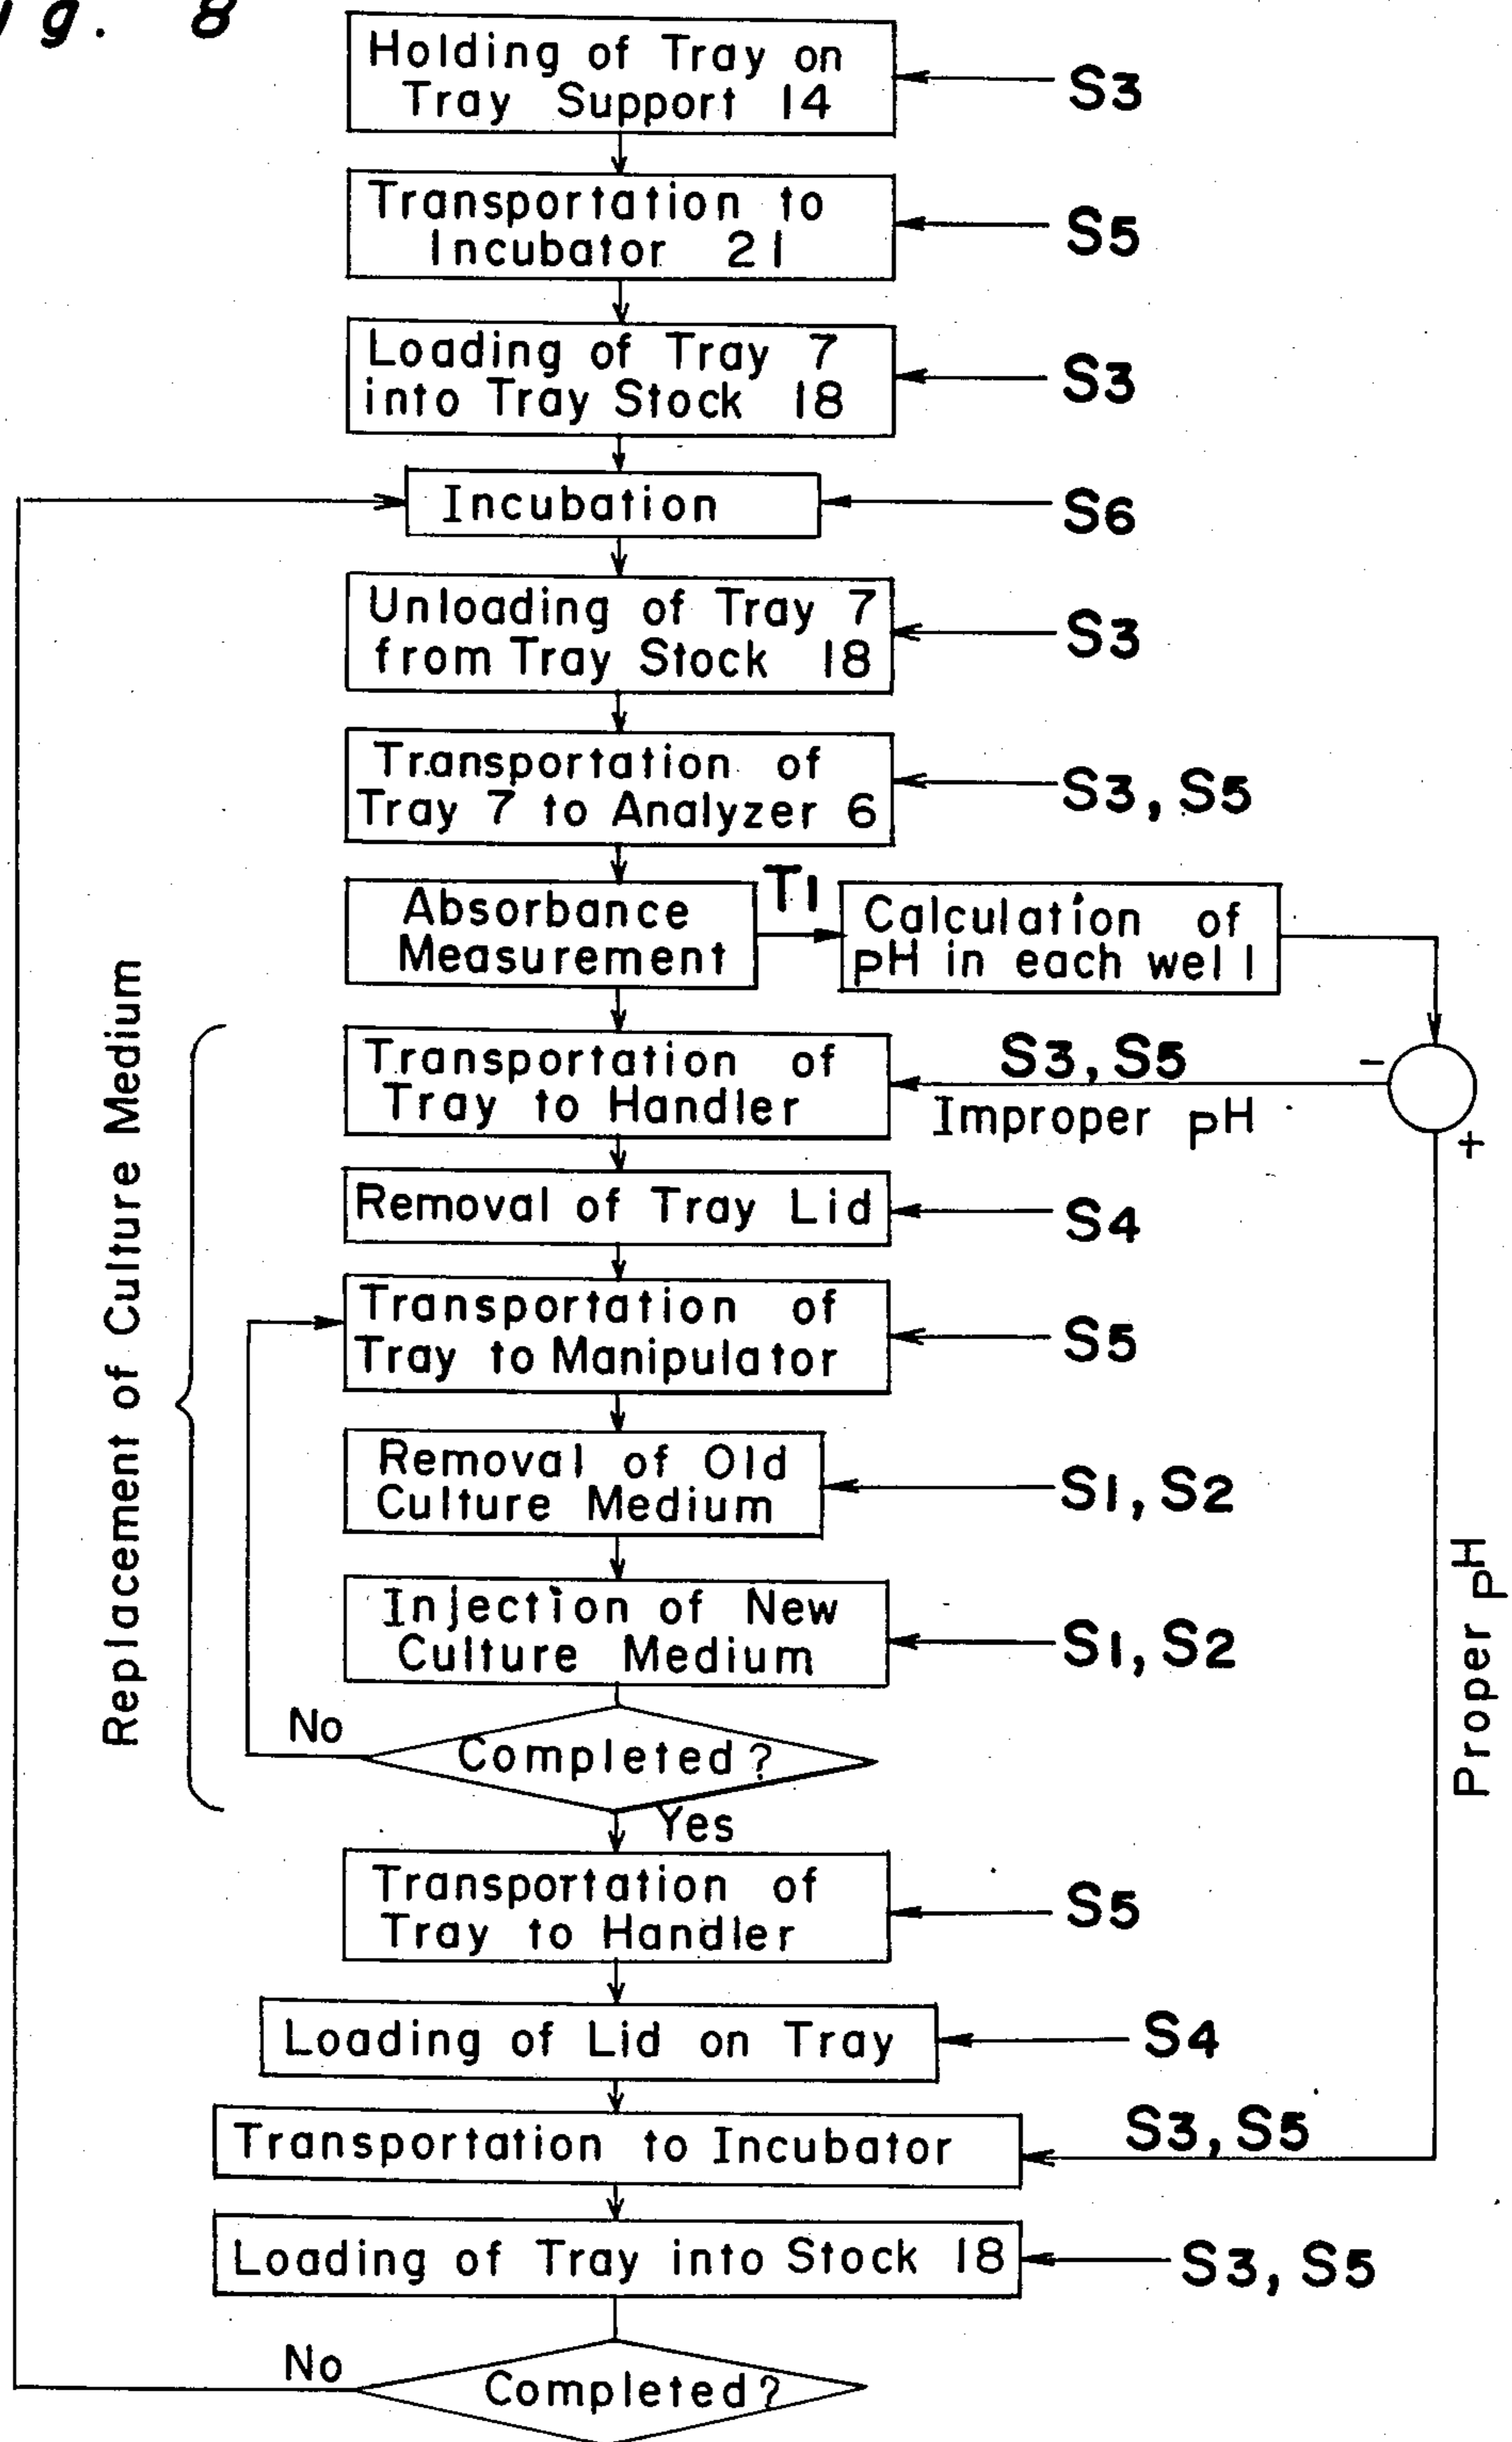 ig. 8
Holding of Tray on
Tray Support 14
S3
Transportation to
Incubator 21
S5
Loading of Tray 7
into Tray Stock 18
S3
Incubation
S6
Unloading of Tray 7
from Tray Stock 18
S3
Transportation of
Tray 7 to Analyzer 6
S3, S5
Absorbance
Measurement
T1
Calculation of
pH in each well 1
Replacement of Culture Medium
Transportation of
Tray to Handler
S3, S5
Improper pH
-
+
Removal of Tray Lid
S4
Transportation of
Tray to Manipulator
S5
Removal of Old
Culture Medium
S1, S2
Injection of New
Culture Medium
S1, S2
Proper pH
No
Completed?
Yes
Transportation of
Tray to Handler
S5
Loading of Lid on Tray
S4
Transportation to Incubator
S3, S5
Loading of Tray into Stock 18
S3, S5
No
Completed?